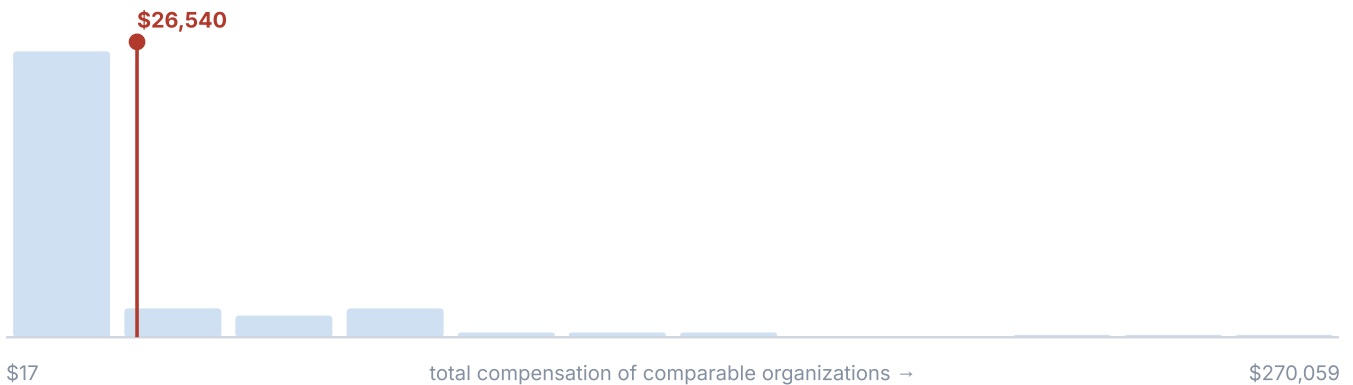 $26,540
$17
total compensation of comparable organizations →
$270,059